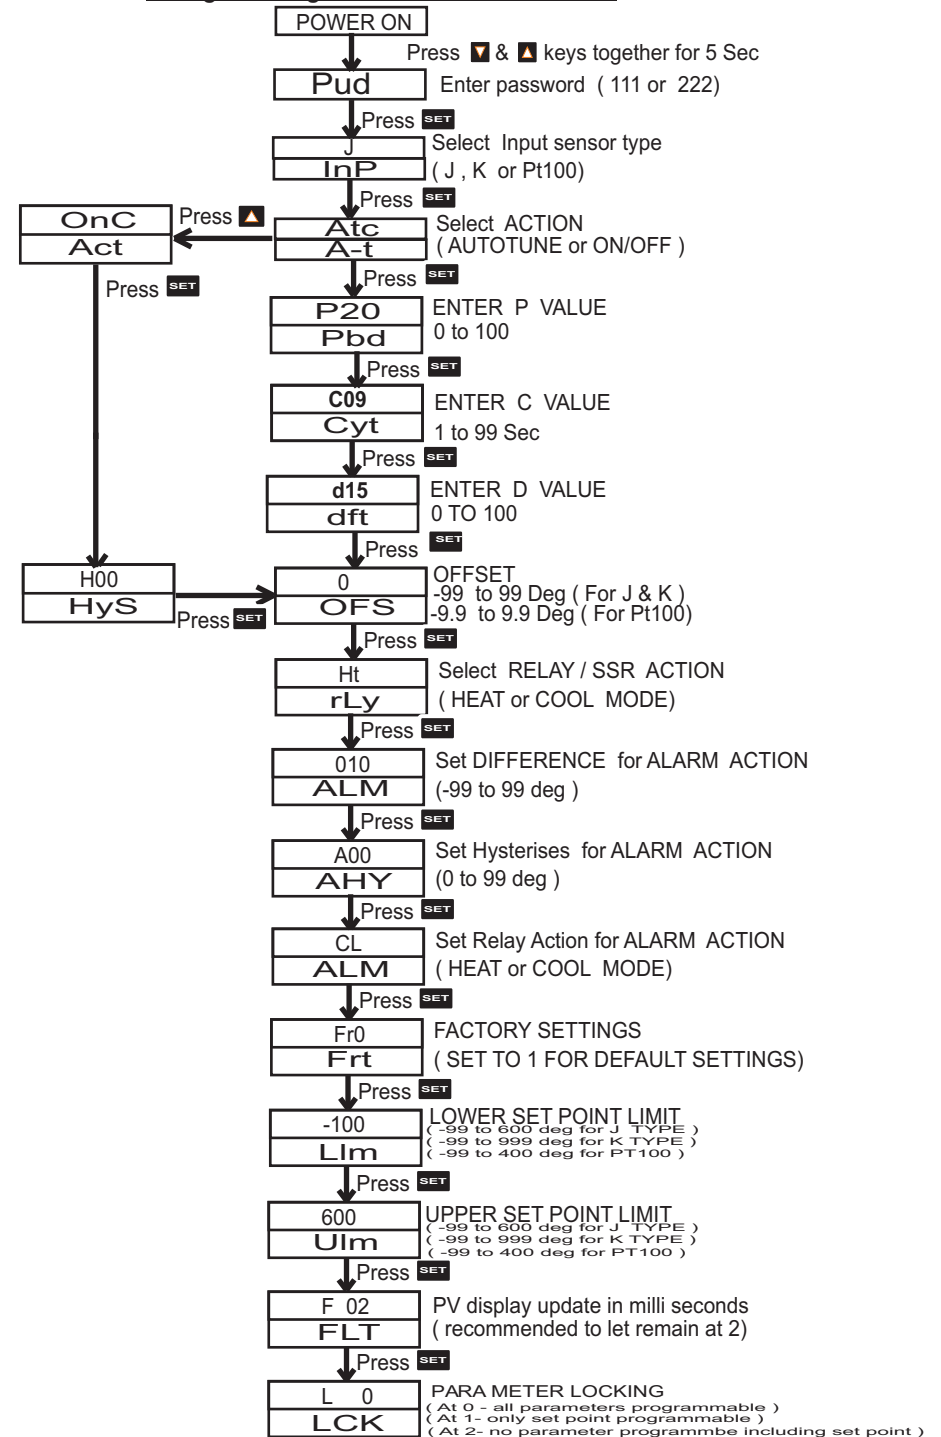 POWER ON
Press & keys together for 5 Sec
Pud
Enter password ( 111 or 222)
Press SET
J
Select Input sensor type
InP
( J , K or Pt100)
Press SET
OnC
Press
Atc
Select ACTION
Act
A-t
( AUTOTUNE or ON/OFF )
Press SET
Press SET
P20
ENTER P VALUE
Pbd
0 to 100
Press SET
C09
ENTER C VALUE
Cyt
1 to 99 Sec
Press SET
d15
ENTER D VALUE
dft
0 TO 100
Press SET
H00
HyS
Press SET
0
OFFSET
-99 to 99 Deg ( For J & K )
OFS
-9.9 to 9.9 Deg ( For Pt100)
Press SET
Ht
Select RELAY / SSR ACTION
rLy
( HEAT or COOL MODE)
Press SET
010
Set DIFFERENCE for ALARM ACTION
ALM
(-99 to 99 deg )
Press SET
A00
Set Hysterises for ALARM ACTION
AHY
(0 to 99 deg )
Press SET
CL
Set Relay Action for ALARM ACTION
ALM
( HEAT or COOL MODE)
Press SET
Fr0
FACTORY SETTINGS
Frt
( SET TO 1 FOR DEFAULT SETTINGS)
Press SET
-100
LOWER SET POINT LIMIT
( -99 to 600 deg for J TYPE )
LIm
( -99 to 999 deg for K TYPE )
( -99 to 400 deg for PT100 )
Press SET
600
UPPER SET POINT LIMIT
( -99 to 600 deg for J TYPE )
UIm
( -99 to 999 deg for K TYPE )
( -99 to 400 deg for PT100 )
Press SET
F 02
PV display update in milli seconds
FLT
( recommended to let remain at 2)
Press SET
L 0
PARA METER LOCKING
( At 0 - all parameters programmable )
LCK
( At 1- only set point programmable )
( At 2- no parameter programmbe including set point )